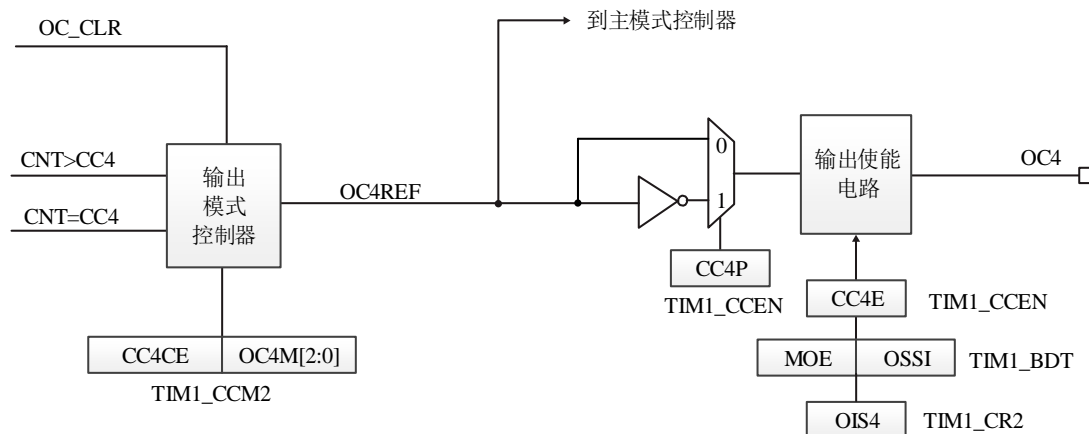 OC_CLR
到主模式控制器
CNT>CC4
CNT=CC4
输出
模式
控制器
OC4REF
0
1
输出使能
电路
OC4
CC4P
TIM1_CCEN
CC4E
TIM1_CCEN
CC4CE
OC4M[2:0]
TIM1_CCM2
MOE
OSSI
TIM1_BDT
OIS4
TIM1_CR2